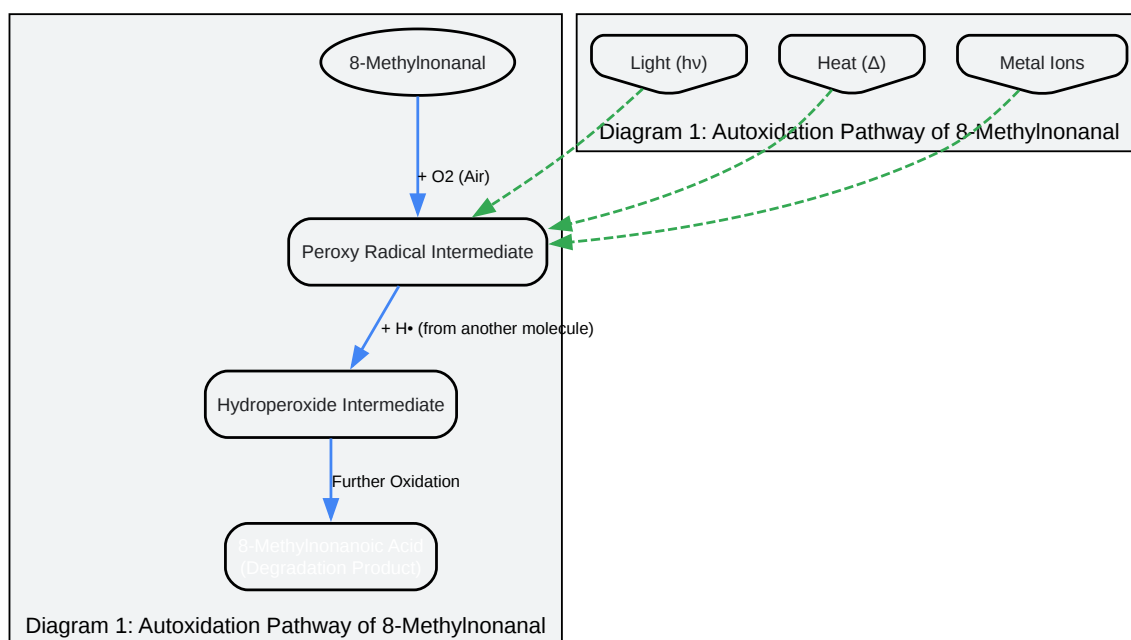 8-Methylnonanal
Light (hν)
Heat (Δ)
Metal Ions
Diagram 1: Autoxidation Pathway of 8-Methylnonanal
+ O2 (Air)
Peroxy Radical Intermediate
+ H• (from another molecule)
Hydroperoxide Intermediate
Further Oxidation
8-Methylnonanoic Acid
(Degradation Product)
Diagram 1: Autoxidation Pathway of 8-Methylnonanal